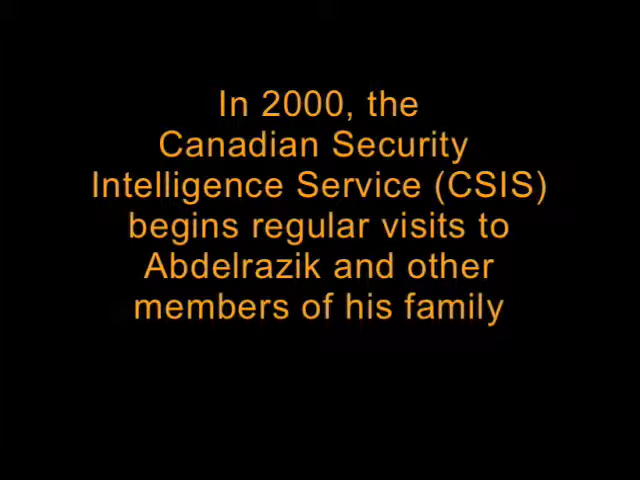 In 2000, the
Canadian Security
Intelligence Service (CSIS)
begins regular visits to
Abdelrazik and other
members of his family